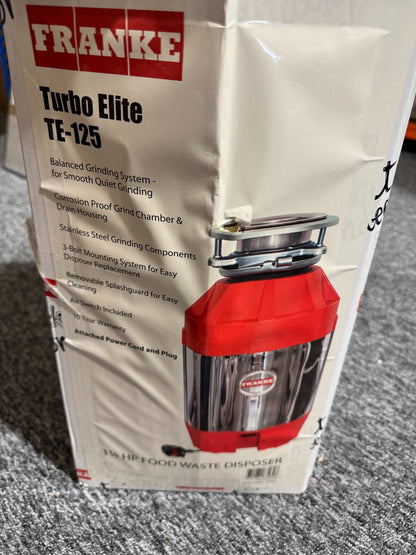 FRANKE
Turbo Elite
TE-125
Balanced Grinding System -
for Smooth Quiet Grinding
Corrosion Proof Grind Chamber &
Drain Housing
Stainless Steel Grinding Components
3-Bolt Mounting System for Easy
Disposer Replacement
Removable Splashguard for Easy
Cleaning
Air Switch Included
10 Year Warranty
Attached Power Cord and Plug
FRANKE
1¼ HP FOOD WASTE DISPOSER